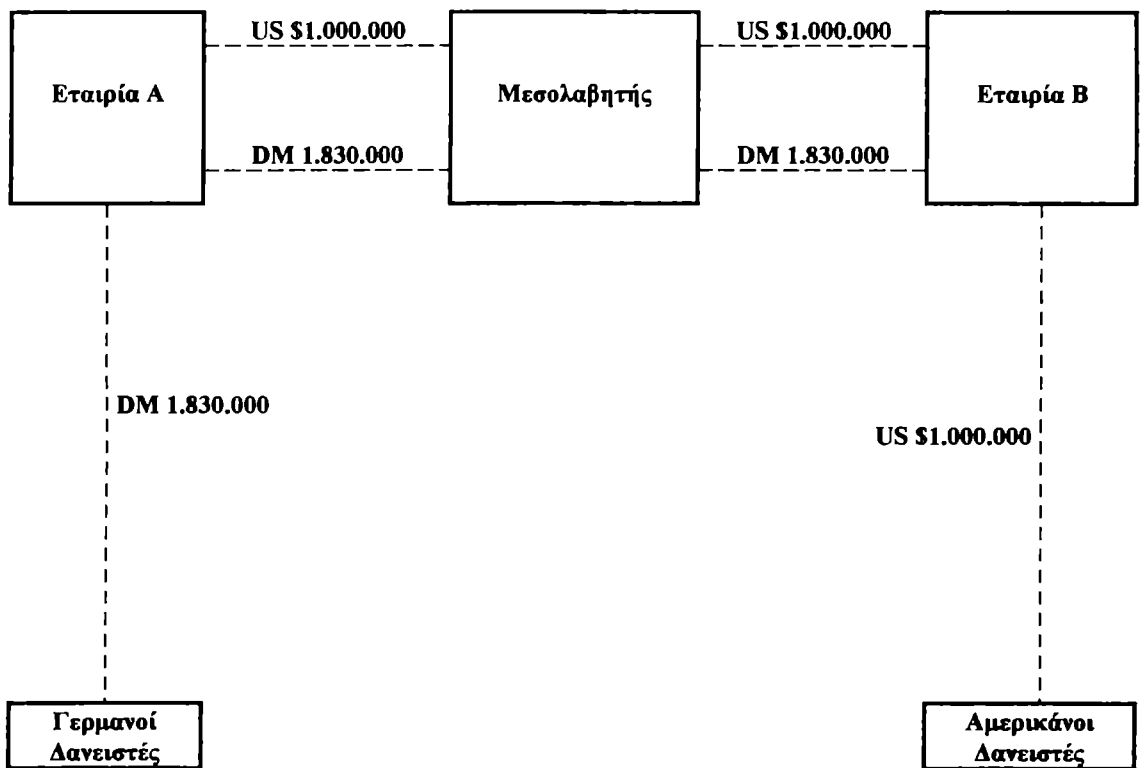 US $1.000.000
US $1.000.000
Εταιρία Α
Μεσολαβητής
Εταιρία Β
DM 1.830.000
DM 1.830.000
DM 1.830.000
US $1.000.000
Γερμανοί
Δανειστές
Αμερικάνοι
Δανειστές